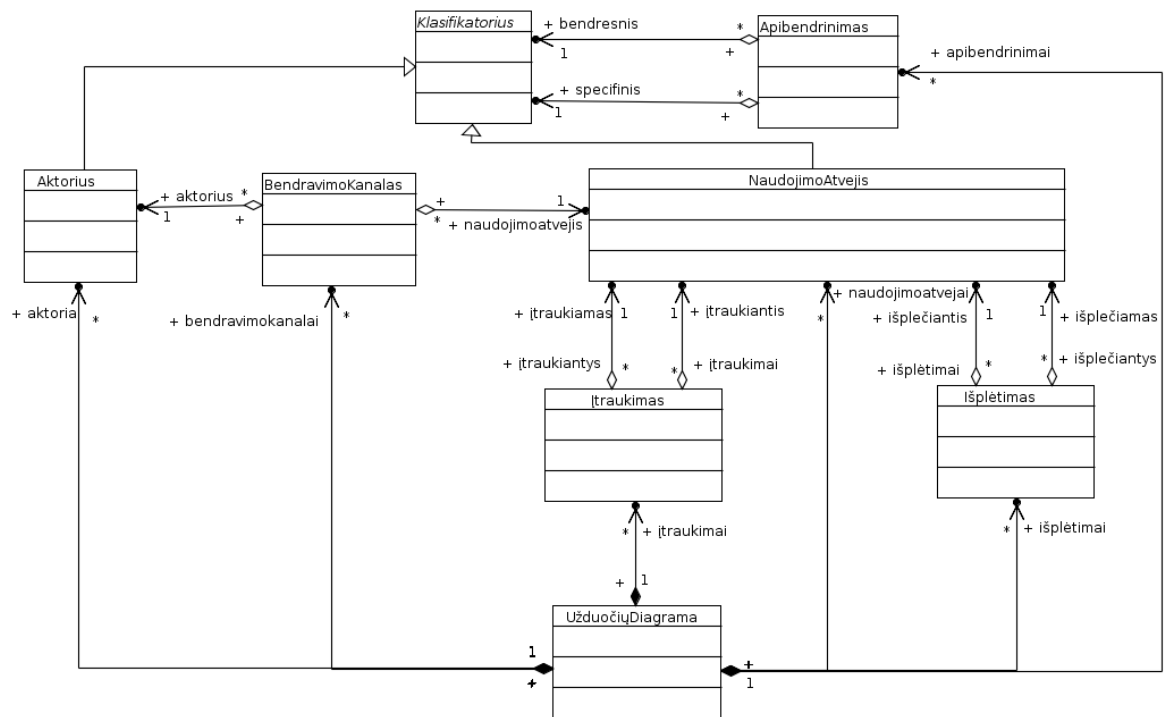 Klasifikatorius
+ bendresnis
*
Apibendrinimas
1
+
+ apibendrinimai
*
+ specifinis
*
1
+
Aktorius
+ aktorius
*
BendravimoKanalas
+
1
NaudojimoAtvejis
1
+
*
+ naudojimoatvejis
+ aktoriai
*
+ bendravimokanalai
*
+ įtraukiamas
1
1
+ įtraukiantis
+ naudojimoatvejai
*
+ išplečiantis
1
1
+ išplečiamas
+ įtraukiantys
*
*
+ įtraukimai
+ išplėtimai
*
*
+ išplečiantys
Įtraukimas
Išplėtimas
*
+ įtraukimai
*
+ išplėtimai
+
1
UžduočiųDiagrama
1
+
+
1